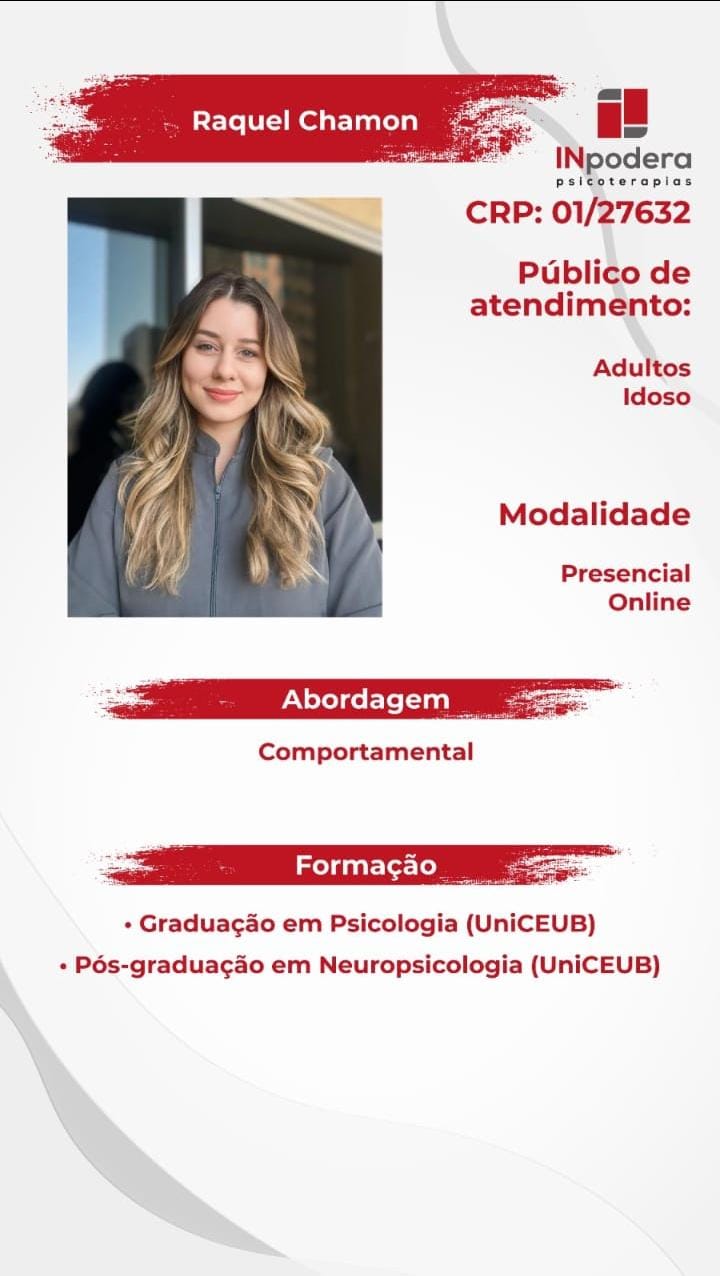 Raquel Chamon
INpodera
psicoterapias
CRP: 01/27632
Público de
atendimento:
Adultos
Idoso
Modalidade
Presencial
Online
Abordagem
Comportamental
Formação
• Graduação em Psicologia (UniCEUB)
• Pós-graduação em Neuropsicologia (UniCEUB)